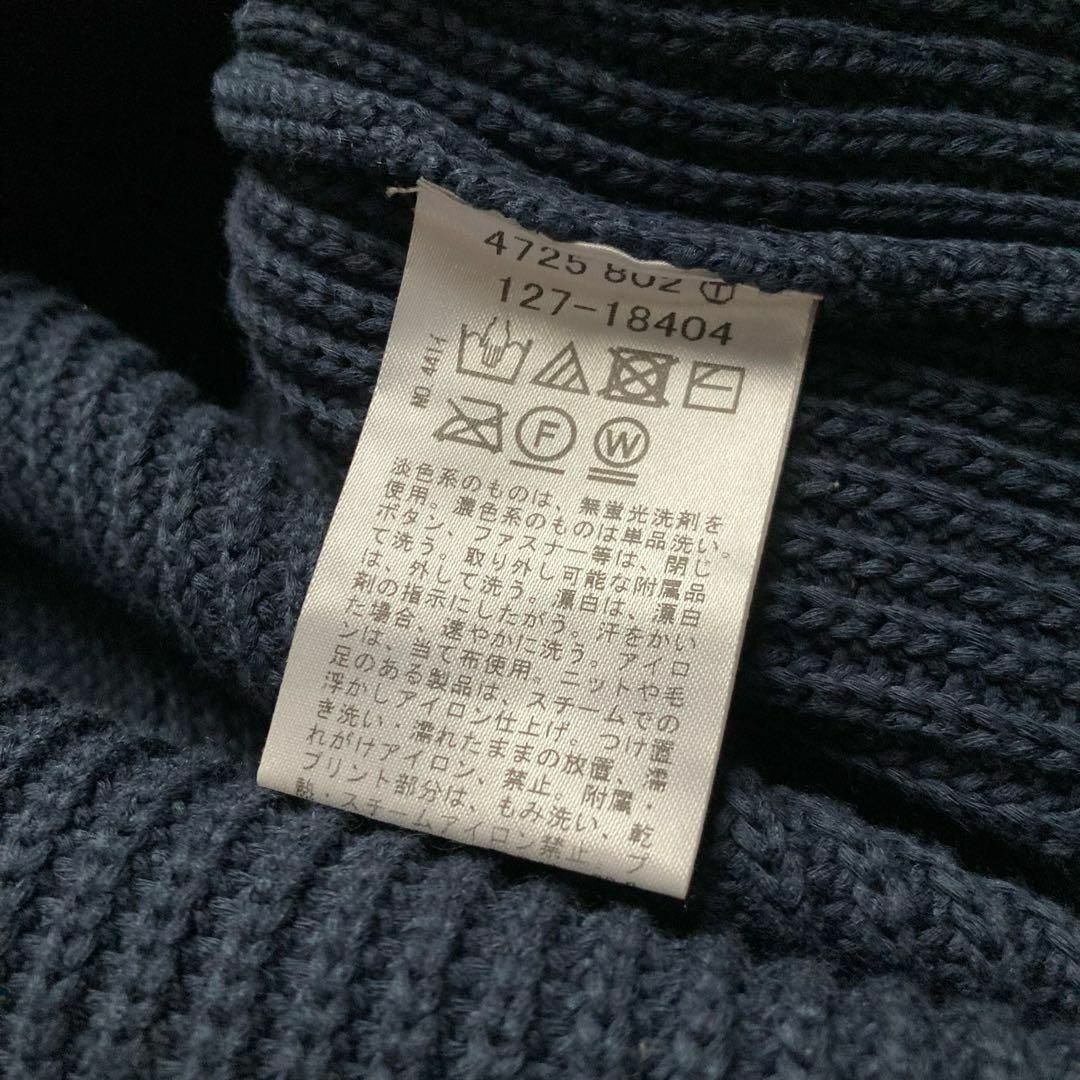 4725 802 Ⓣ
127-18404
NO. 4414
F W
淡色系のものは、無蛍光洗剤を
使用。濃色系のものは単品洗い。
ボタン、ファスナー等は、閉じ
て洗う。取り外し可能な附属品
は、外して洗う。漂白は、漂白
剤の指示にしたがう。汗をかい
た場合、速やかに洗う。アイロ
ンは、当て布使用。ニットや毛
足のある製品は、スチームでの
浮かしアイロン仕上げ。つけ置
き洗い・濡れたままの放置、濡
れがけアイロン、禁止。附属・
プリント部分は、もみ洗い、乾
・スチームアイロン禁止